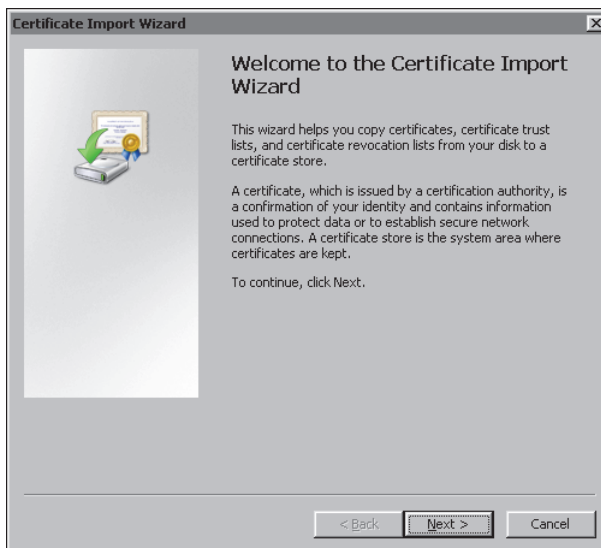 Certificate Import Wizard
Welcome to the Certificate Import
Wizard
This wizard helps you copy certificates, certificate trust
lists, and certificate revocation lists from your disk to a
certificate store.
A certificate, which is issued by a certification authority, is
a confirmation of your identity and contains information
used to protect data or to establish secure network
connections. A certificate store is the system area where
certificates are kept.
To continue, click Next.
< Back
Next >
Cancel